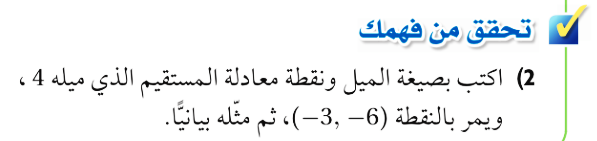 تحقق من فهمك
2) اكتب بصيغة الميل ونقطة معادلة المستقيم الذي ميله 4 ،
ويمر بالنقطة (−3, −6)، ثم مثّله بيانيًّا.